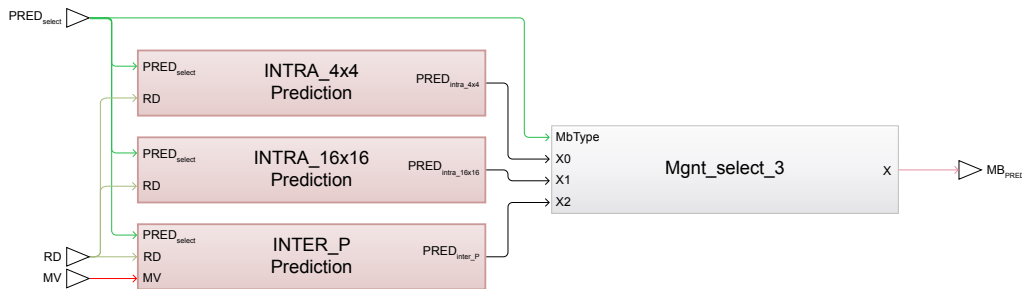 PREDselect
PREDselect
INTRA_4x4
Prediction
PREDintra_4x4
RD
PREDselect
INTRA_16x16
Prediction
PREDintra_16x16
RD
PREDselect
INTER_P
Prediction
PREDinter_P
RD
MV
RD
MV
MbType
X0
X1
X2
Mgnt_select_3
X
MBPRED